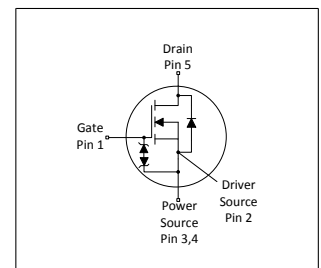 Drain
Pin 5
Gate
Pin 1
Driver
Source
Pin 2
Power
Source
Pin 3,4